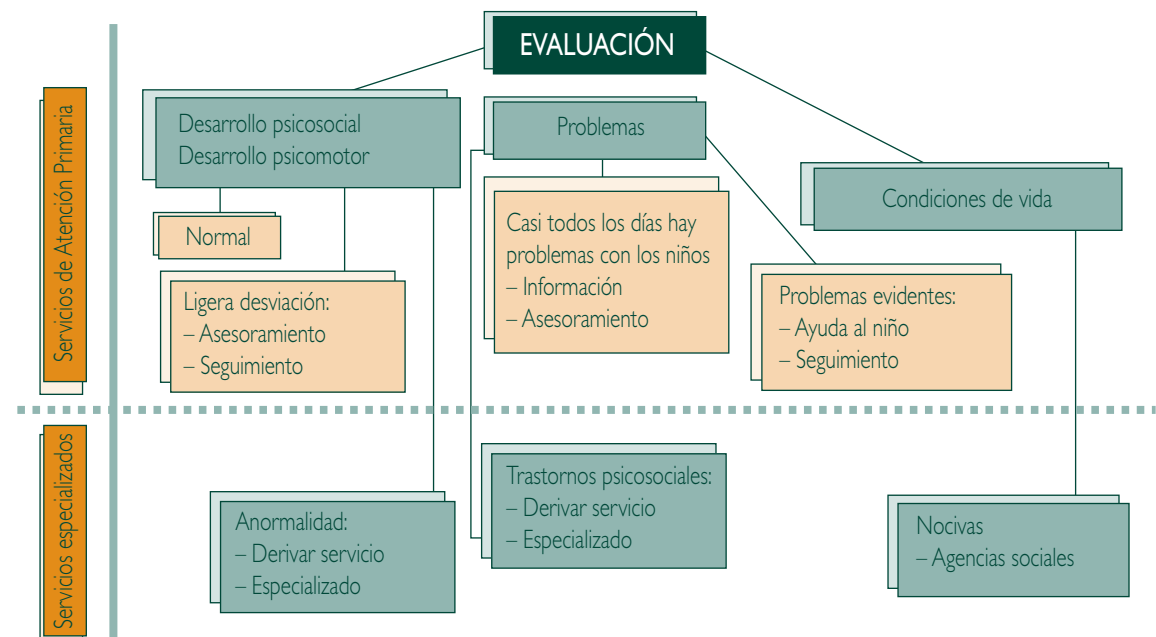 EVALUACIÓN
Servicios de Atención Primaria
Desarrollo psicosocial
Desarrollo psicomotor
Problemas
Condiciones de vida
Normal
Ligera desviación:
– Asesoramiento
– Seguimiento
Casi todos los días hay
problemas con los niños
– Información
– Asesoramiento
Problemas evidentes:
– Ayuda al niño
– Seguimiento
Servicios especializados
Anormalidad:
– Derivar servicio
– Especializado
Trastornos psicosociales:
– Derivar servicio
– Especializado
Nocivas
– Agencias sociales